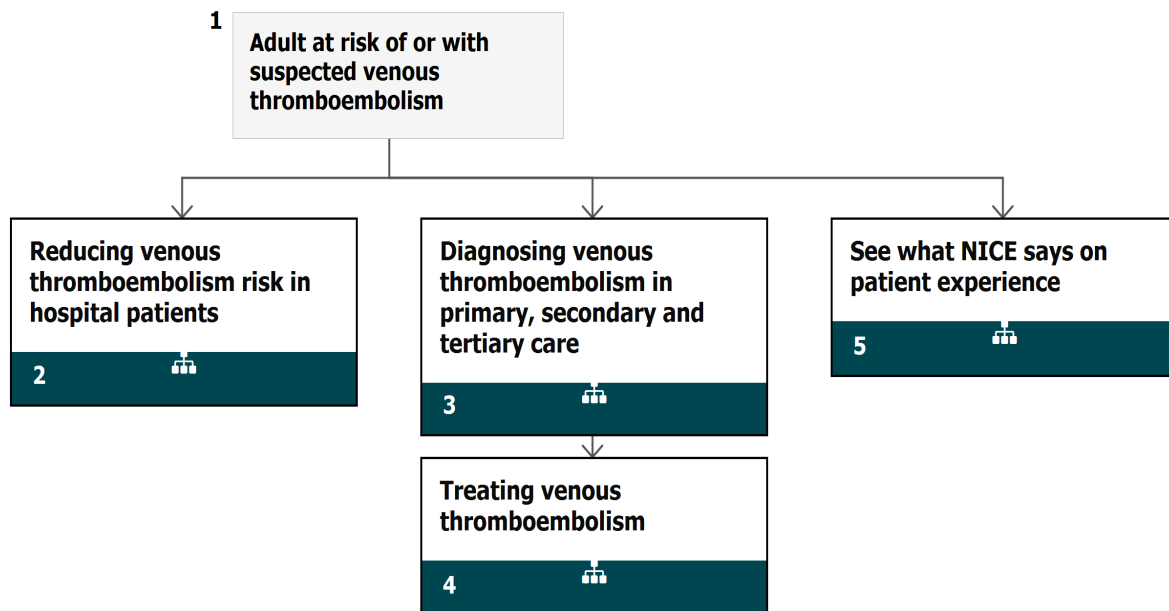 1
Adult at risk of or with
suspected venous
thromboembolism
Reducing venous
thromboembolism risk in
hospital patients
2
Diagnosing venous
thromboembolism in
primary, secondary and
tertiary care
3
See what NICE says on
patient experience
5
Treating venous
thromboembolism
4